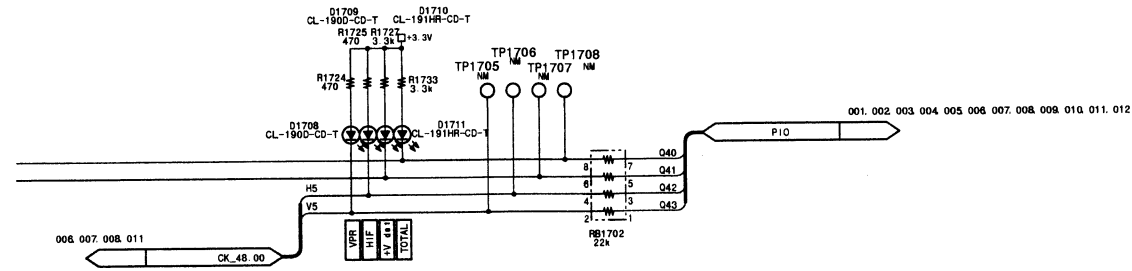 D1709
CL-190D-CD-T
D1710
CL-191HR-CD-T
R1725
470
R1727
3.3k
+3.3V
R1724
470
R1733
3.3k
TP1705
NM
TP1706
NM
TP1707
NM
TP1708
NM
D1708
CL-190D-CD-T
D1711
CL-191HR-CD-T
001. 002. 003. 004. 005. 006. 007. 008. 009. 010. 011. 012
PIO
8 7 Q40
6 5 Q41
H5 4 3 Q42
V5 2 1 Q43
RB1702
22k
VPR
HIF
+V det
TOTAL
006. 007. 008. 011
CK_48.00